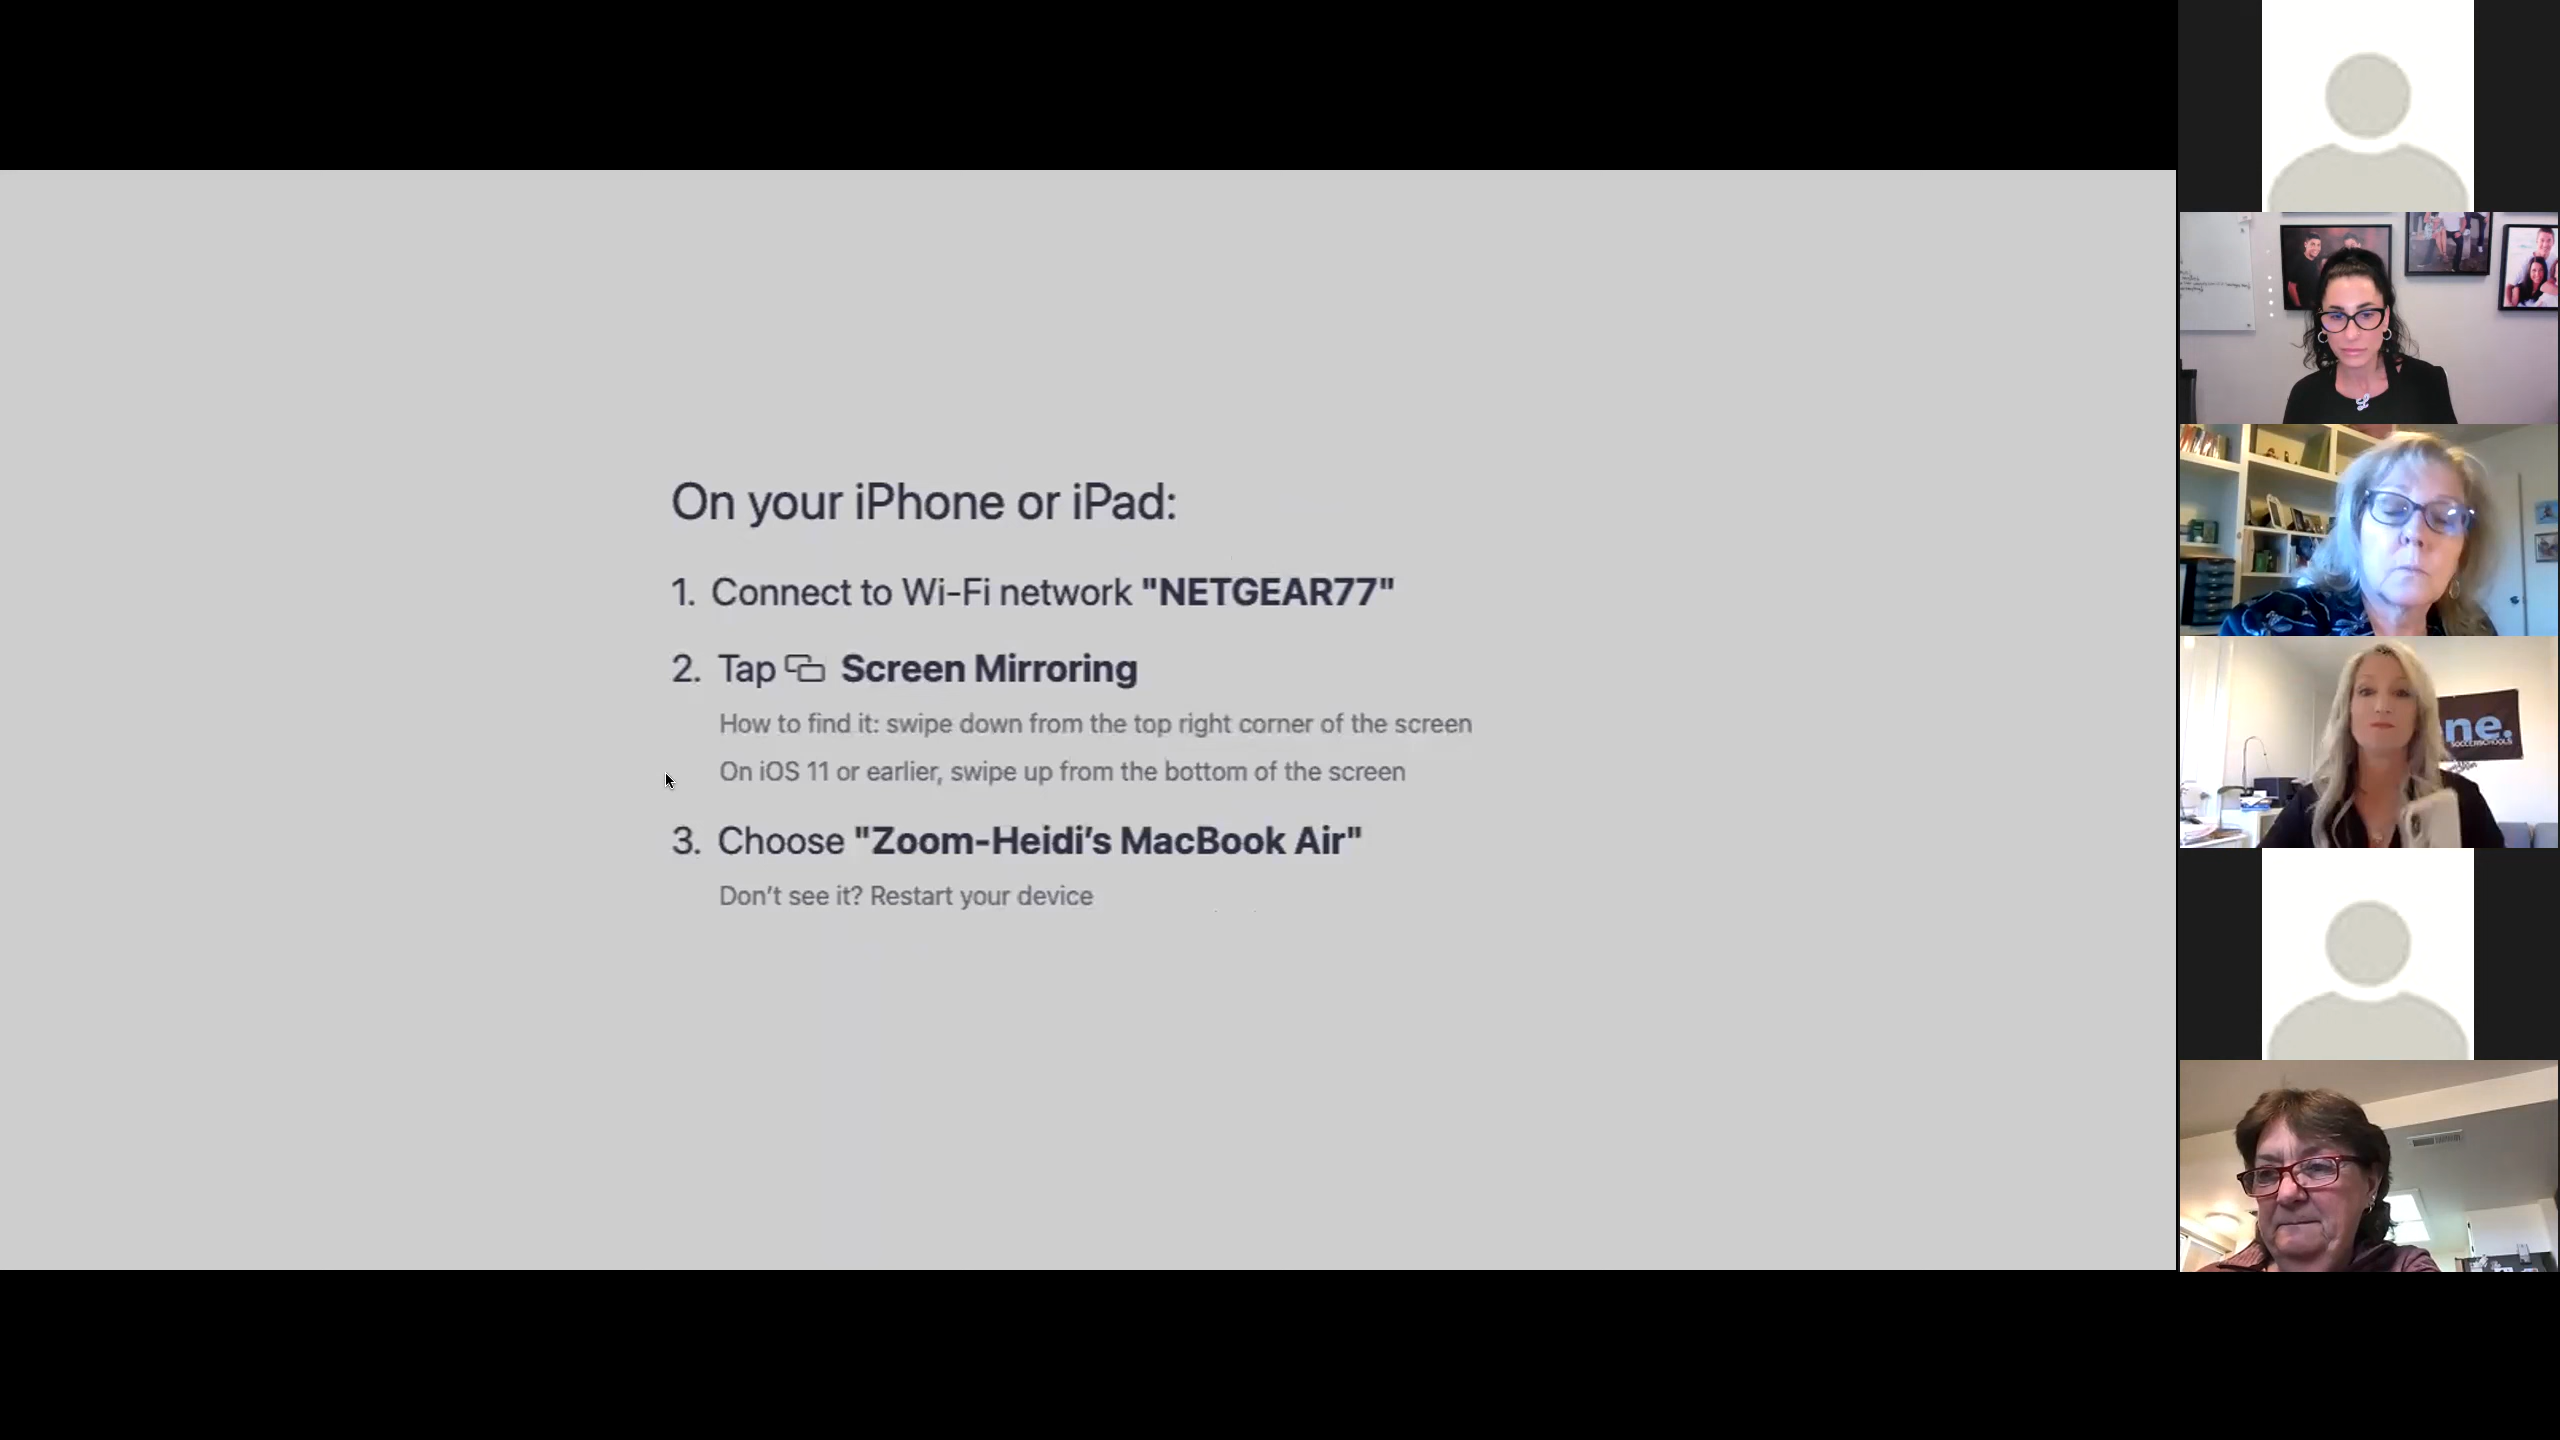 On your iPhone or iPad:
1. Connect to Wi-Fi network "NETGEAR77"
2. Tap Screen Mirroring
How to find it: swipe down from the top right corner of the screen
On iOS 11 or earlier, swipe up from the bottom of the screen
3. Choose "Zoom-Heidi’s MacBook Air"
Don’t see it? Restart your device
ne.
SOCCERSCHOOLS